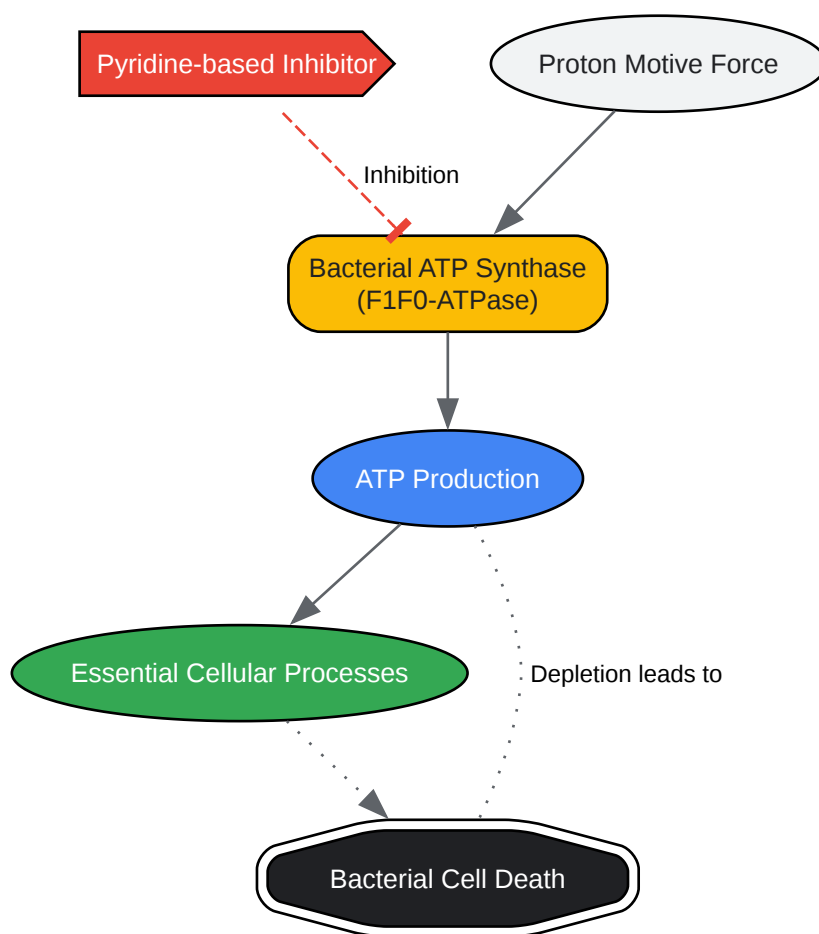 Pyridine-based Inhibitor
Proton Motive Force
Inhibition
Bacterial ATP Synthase
(F1F0-ATPase)
ATP Production
Essential Cellular Processes
Depletion leads to
Bacterial Cell Death